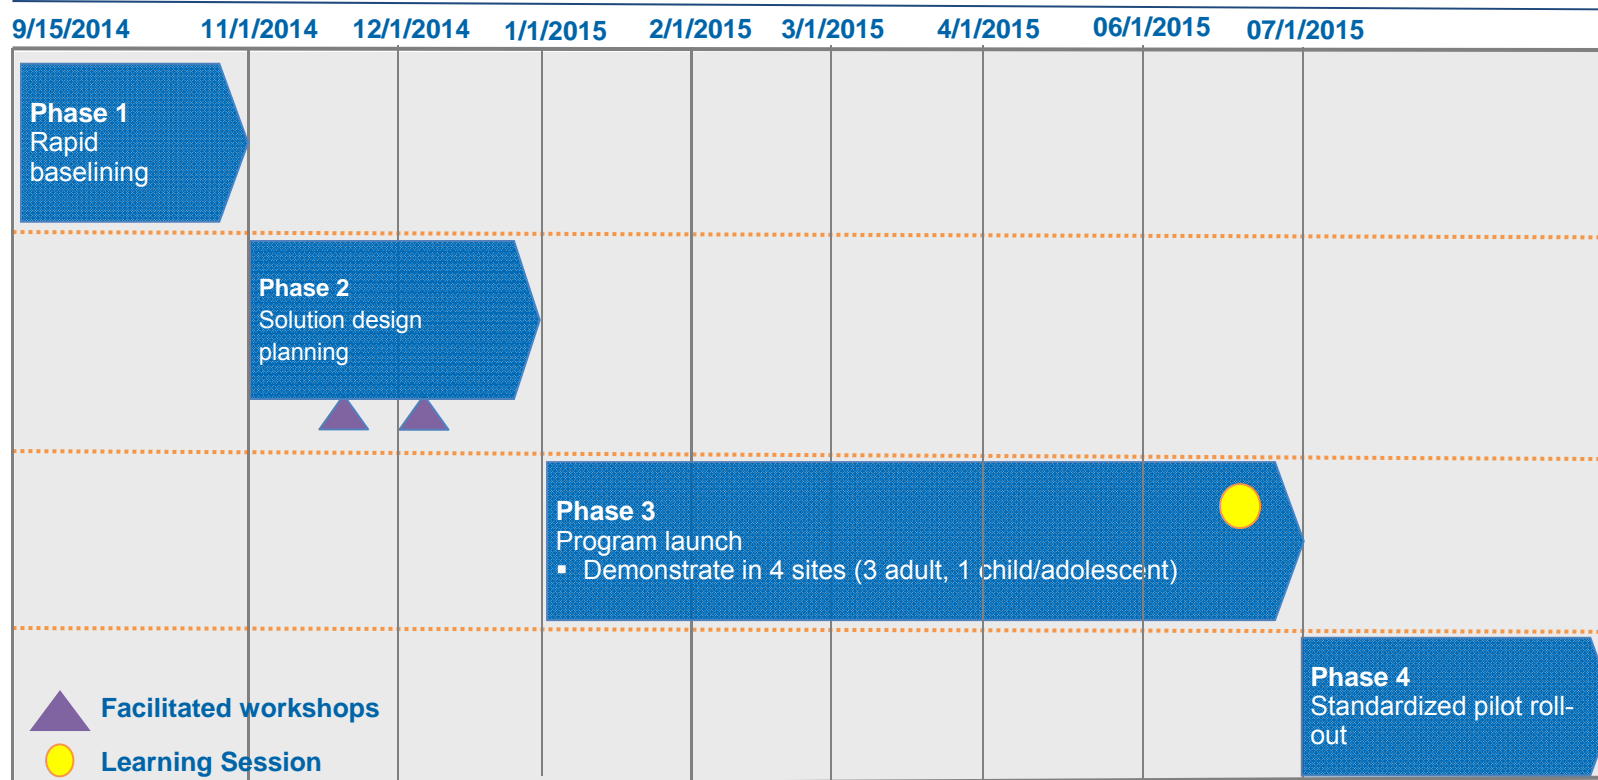 9/15/2014 11/1/2014 12/1/2014 1/1/2015 2/1/2015 3/1/2015 4/1/2015 06/1/2015 07/1/2015
Phase 1
Rapid
baselining
Phase 2
Solution design
planning
Phase 3
Program launch
▪ Demonstrate in 4 sites (3 adult, 1 child/adolescent)
Phase 4
Standardized pilot roll-
out
Facilitated workshops
Learning Session